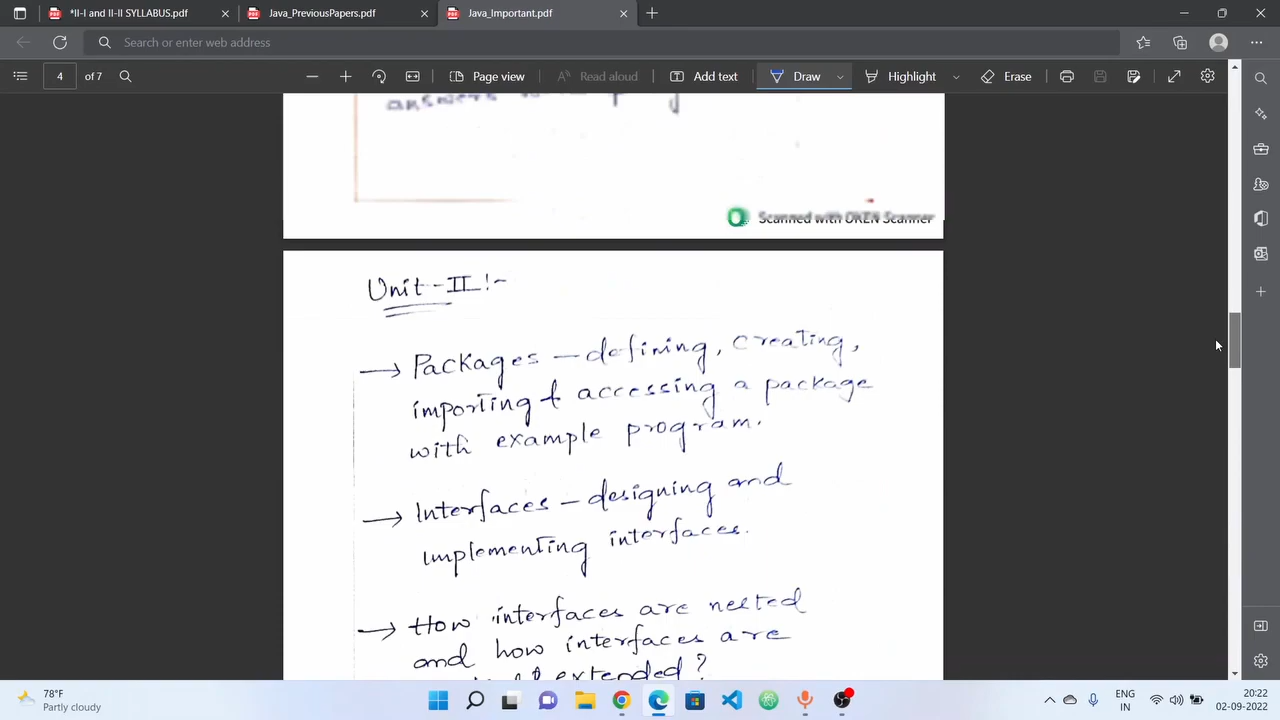 *II-I and II-II SYLLABUS.pdf
Java_PreviousPapers.pdf
Java_Important.pdf
Search or enter web address
4 of 7
Page view
Read aloud
Add text
Draw
Highlight
Erase
answers
Scanned with OKEN Scanner
Unit-II:-
→ Packages – defining, creating,
importing & accessing a package
with example program.
→ Interfaces – designing and
implementing interfaces.
→ How interfaces are nested
and how interfaces are
extended?
78°F
Partly cloudy
ENG
IN
20:22
02-09-2022